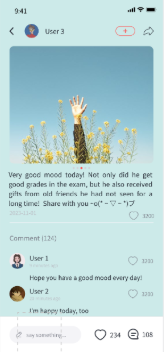 9:41
User 3
Very good mood today! Not only did he get
good grades in the exam, but he also received
gifts from old friends he had not seen for a
long time! Share with you ~o(*￣▽￣*)ブ
3200
Comment (124)
User 1
3200
Hope you have a good mood every day!
User 2
3200
I'm happy today, too
say something...
234
108